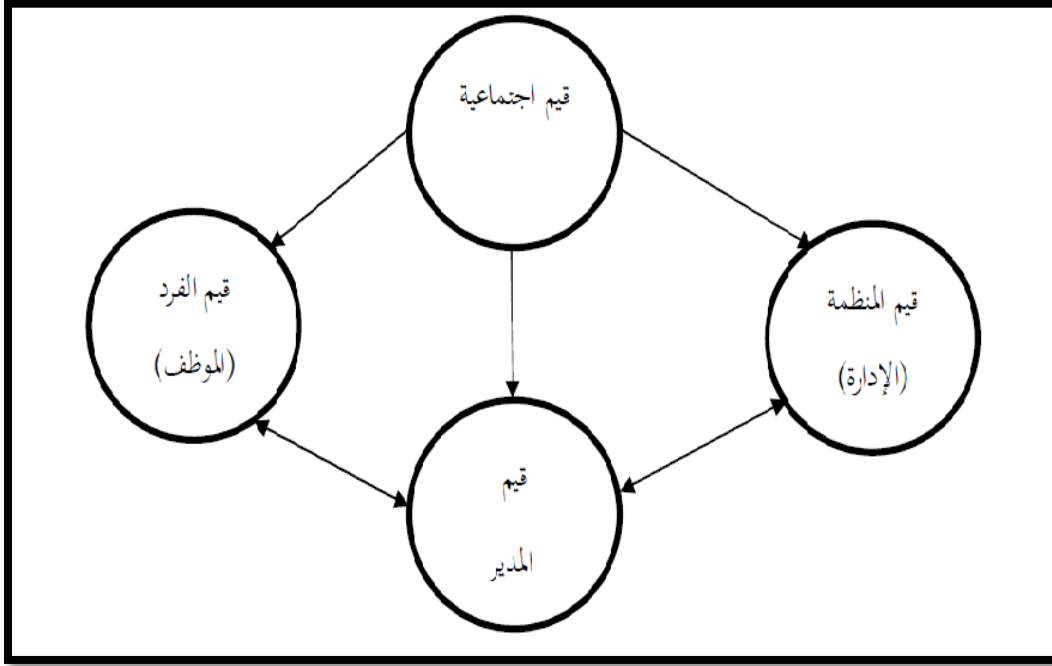 قيم اجتماعية
قيم المنظمة
(الإدارة)
قيم الفرد
(الموظف)
قيم
المدير